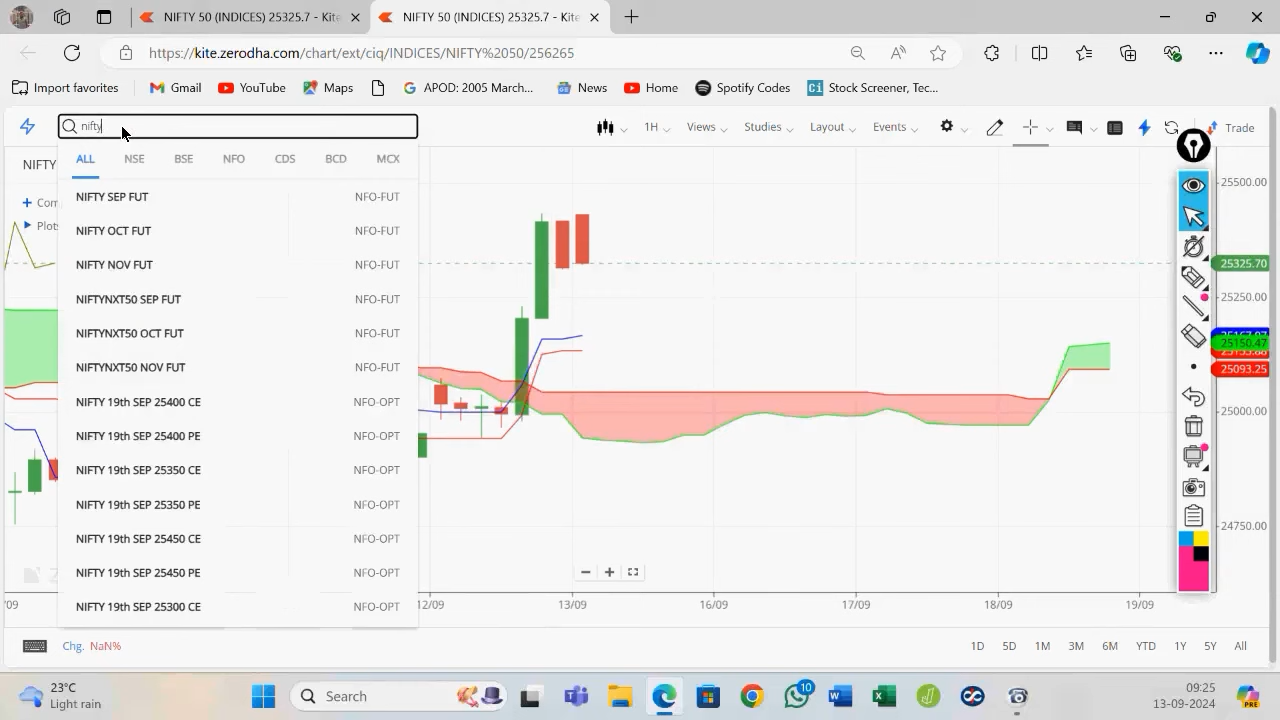 NIFTY 50 (INDICES) 25325.7 - Kite
NIFTY 50 (INDICES) 25325.7 - Kite
https://kite.zerodha.com/chart/ext/ciq/INDICES/NIFTY%2050/256265
Import favorites
Gmail
YouTube
Maps
APOD: 2005 March...
News
Home
Spotify Codes
Stock Screener, Tec...
nifty
1H
Views
Studies
Layout
Events
Trade
NIFTY
ALL
NSE
BSE
NFO
CDS
BCD
MCX
Com
Plots
NIFTY SEP FUT NFO-FUT
NIFTY OCT FUT NFO-FUT
NIFTY NOV FUT NFO-FUT
NIFTYNXT50 SEP FUT NFO-FUT
NIFTYNXT50 OCT FUT NFO-FUT
NIFTYNXT50 NOV FUT NFO-FUT
NIFTY 19th SEP 25400 CE NFO-OPT
NIFTY 19th SEP 25400 PE NFO-OPT
NIFTY 19th SEP 25350 CE NFO-OPT
NIFTY 19th SEP 25350 PE NFO-OPT
NIFTY 19th SEP 25450 CE NFO-OPT
NIFTY 19th SEP 25450 PE NFO-OPT
NIFTY 19th SEP 25300 CE NFO-OPT
25500.00
25325.70
25250.00
25150.47
25093.25
25000.00
24750.00
/09
12/09
13/09
16/09
17/09
18/09
19/09
Chg. NaN%
1D
5D
1M
3M
6M
YTD
1Y
5Y
All
23°C
Light rain
Search
10
09:25
13-09-2024
PRE